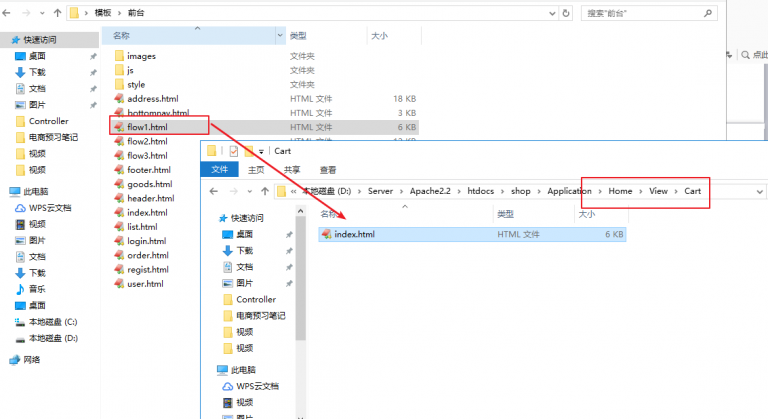 模板 › 前台
搜索"前台"
快速访问
桌面
下载
文档
图片
Controller
电商预习笔记
视频
视频
此电脑
WPS云文档
视频
图片
文档
下载
音乐
桌面
本地磁盘 (C:)
本地磁盘 (D:)
网络
名称 类型 大小
images 文件夹
js 文件夹
style 文件夹
address.html HTML 文件 18 KB
bottomnav.html HTML 文件 3 KB
flow1.html HTML 文件 6 KB
flow2.html HTML 文件
flow3.html
footer.html
goods.html
header.html
index.html
list.html
login.html
order.html
regist.html
user.html
点此
Cart
文件 主页 共享 查看
« 本地磁盘 (D:) › Server › Apache2.2 › htdocs › shop › Application › Home › View › Cart
快速访问
桌面
下载
文档
图片
Controller
电商预习笔记
视频
视频
此电脑
WPS云文档
视频
图片
名称 类型 大小
index.html HTML 文件 6 KB